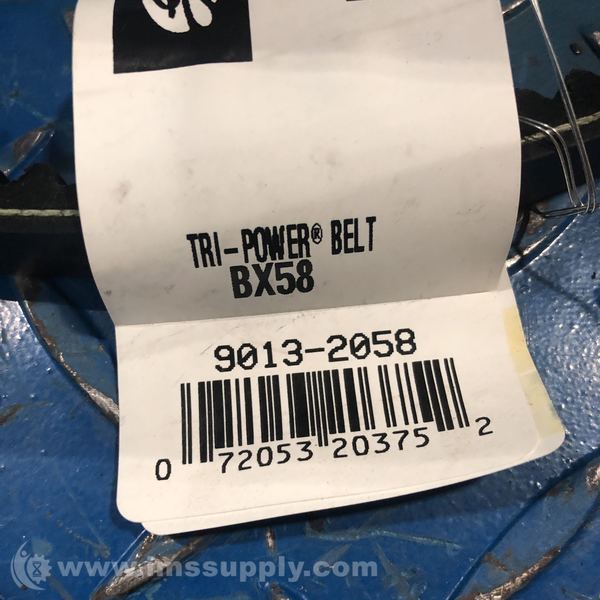 TRI-POWER® BELT
BX58
9013-2058
0 72053 20375 2
www.imssupply.com